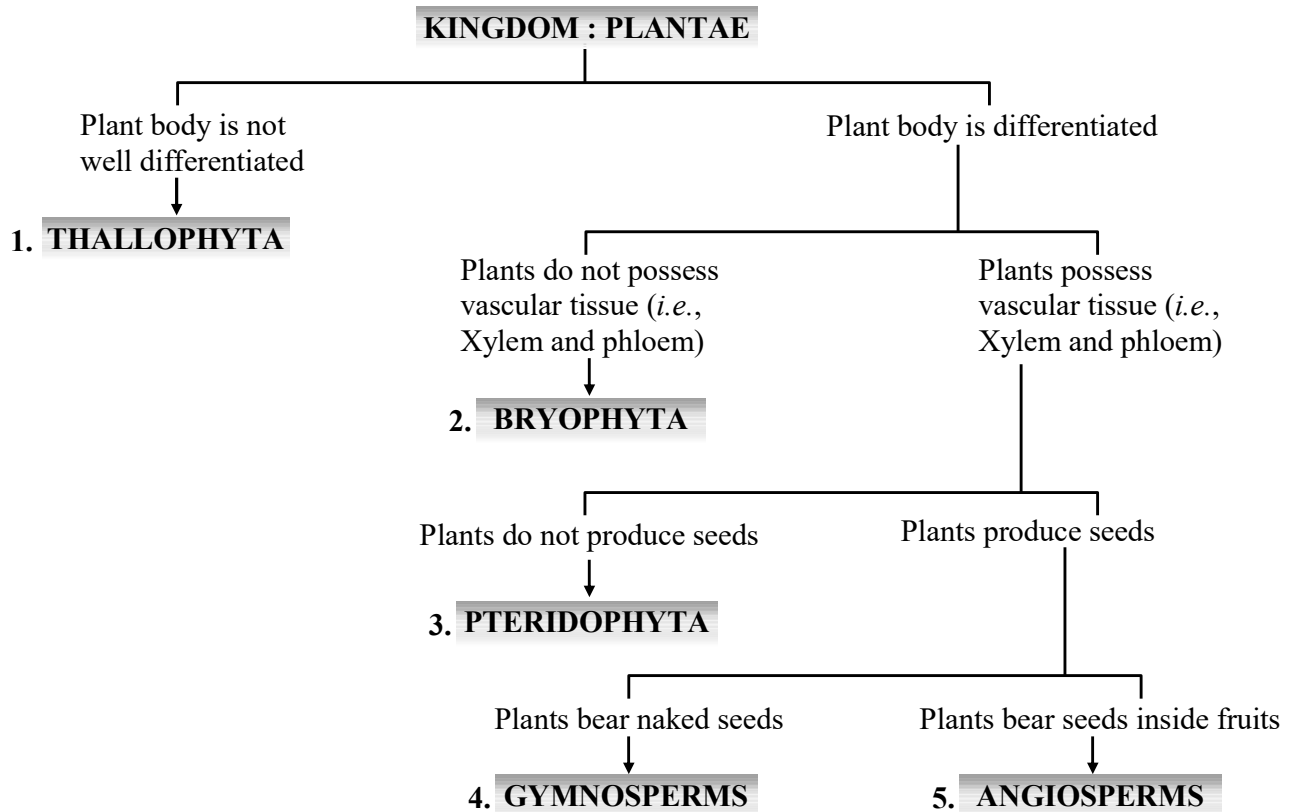 KINGDOM : PLANTAE
Plant body is not
well differentiated
Plant body is differentiated
1. THALLOPHYTA
Plants do not possess
vascular tissue (i.e.,
Xylem and phloem)
Plants possess
vascular tissue (i.e.,
Xylem and phloem)
2. BRYOPHYTA
Plants do not produce seeds
Plants produce seeds
3. PTERIDOPHYTA
Plants bear naked seeds
Plants bear seeds inside fruits
4. GYMNOSPERMS
5. ANGIOSPERMS